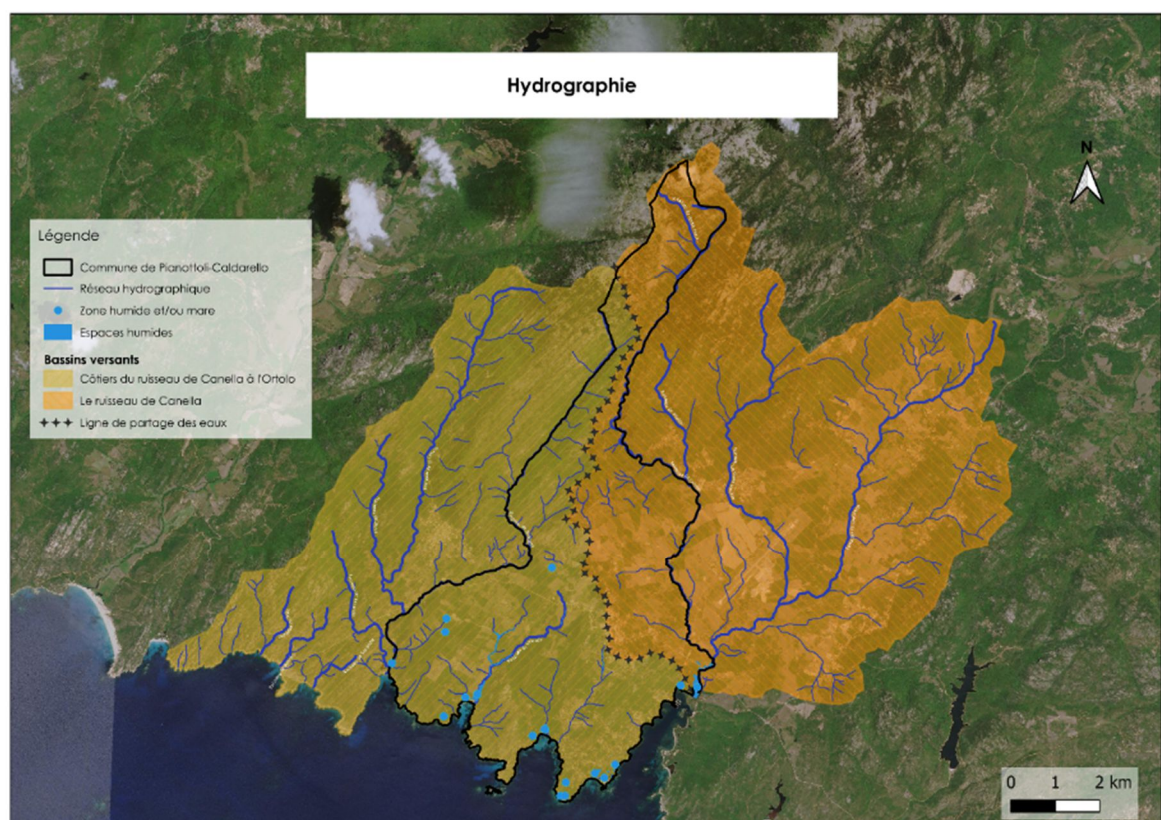 Hydrographie
N
Légende
Commune de Pianottoli-Caldarello
Réseau hydrographique
Zone humide et/ou mare
Espaces humides
Bassins versants
Côtiers du ruisseau de Canella à l'Ortolo
Le ruisseau de Canella
Ligne de partage des eaux
0 1 2 km